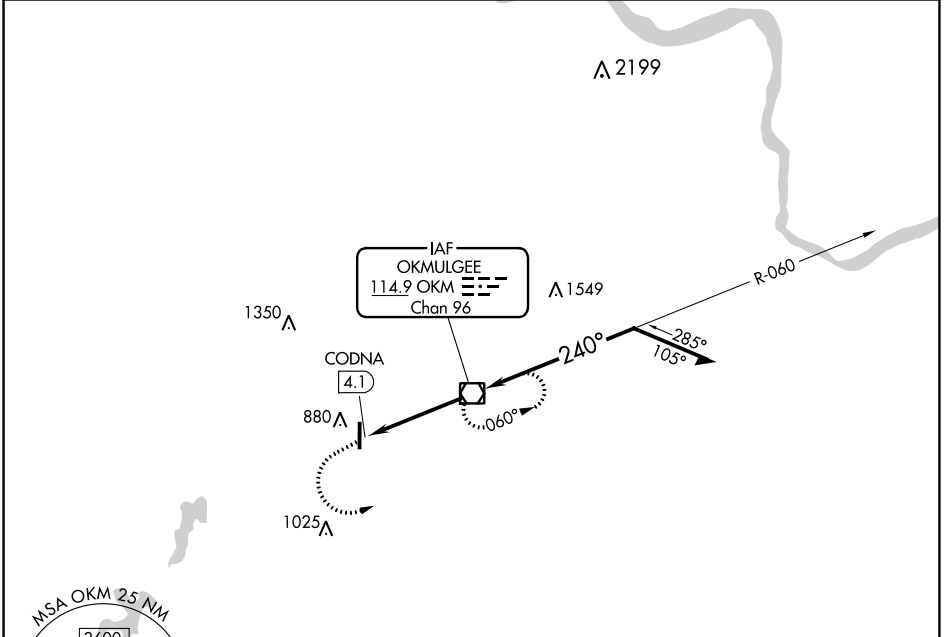 2199
R-060
IAF
OKMULGEE
114.9 OKM
Chan 96
1549
1350
285°
105°
240°
CODNA
4.1
880
060°
1025
MSA OKM 25 NM